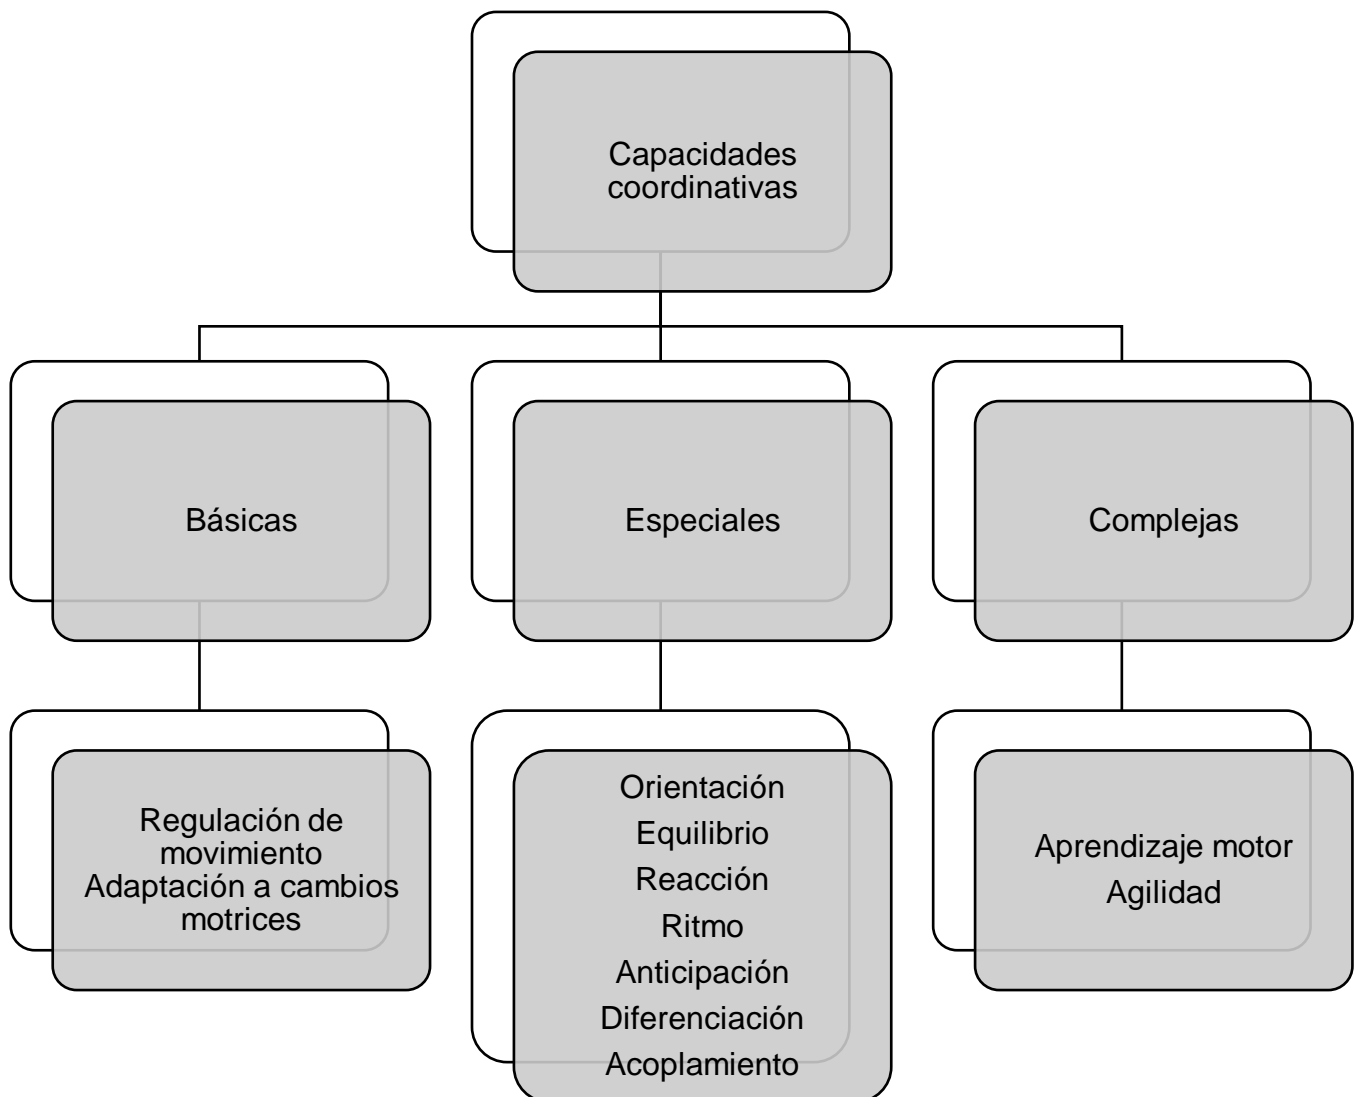 Capacidades
coordinativas
Básicas
Especiales
Complejas
Regulación de
movimiento
Adaptación a cambios
motrices
Orientación
Equilibrio
Reacción
Ritmo
Anticipación
Diferenciación
Acoplamiento
Aprendizaje motor
Agilidad